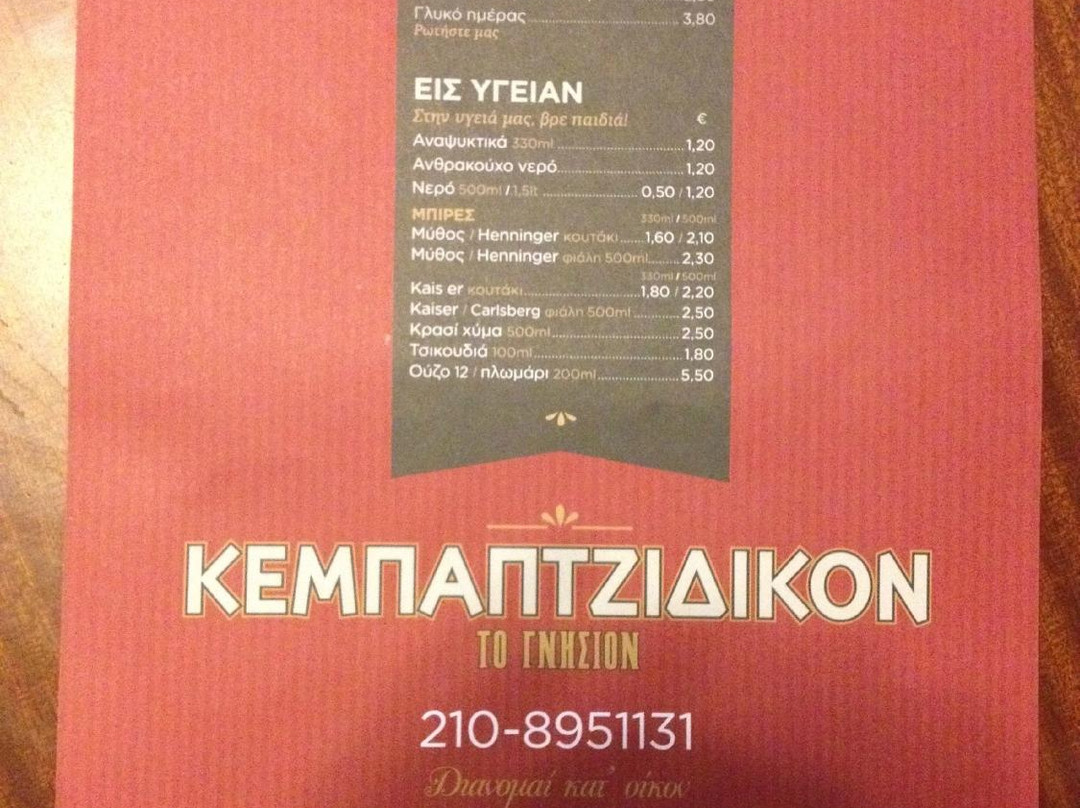 Γλυκό ημέρας 3,80
Ρωτήστε μας
ΕΙΣ ΥΓΕΙΑΝ
Στην υγειά μας, βρε παιδιά! €
Αναψυκτικά 330ml 1,20
Ανθρακούχο νερό 1,20
Νερό 500ml / 1,5lt 0,50 / 1,20
ΜΠΙΡΕΣ 330ml / 500ml
Μύθος / Henninger κουτάκι 1,60 / 2,10
Μύθος / Henninger φιάλη 500ml 2,30
330ml / 500ml
Kais er κουτάκι 1,80 / 2,20
Kaiser / Carlsberg φιάλη 500ml 2,50
Κρασί χύμα 500ml 2,50
Τσικουδιά 100ml 1,80
Ούζο 12 / πλωμάρι 200ml 5,50
ΚΕΜΠΑΠΤΖΙΔΙΚΟΝ
ΤΟ ΓΝΗΣΙΟΝ
210-8951131
Διανομαί κατ' οίκον